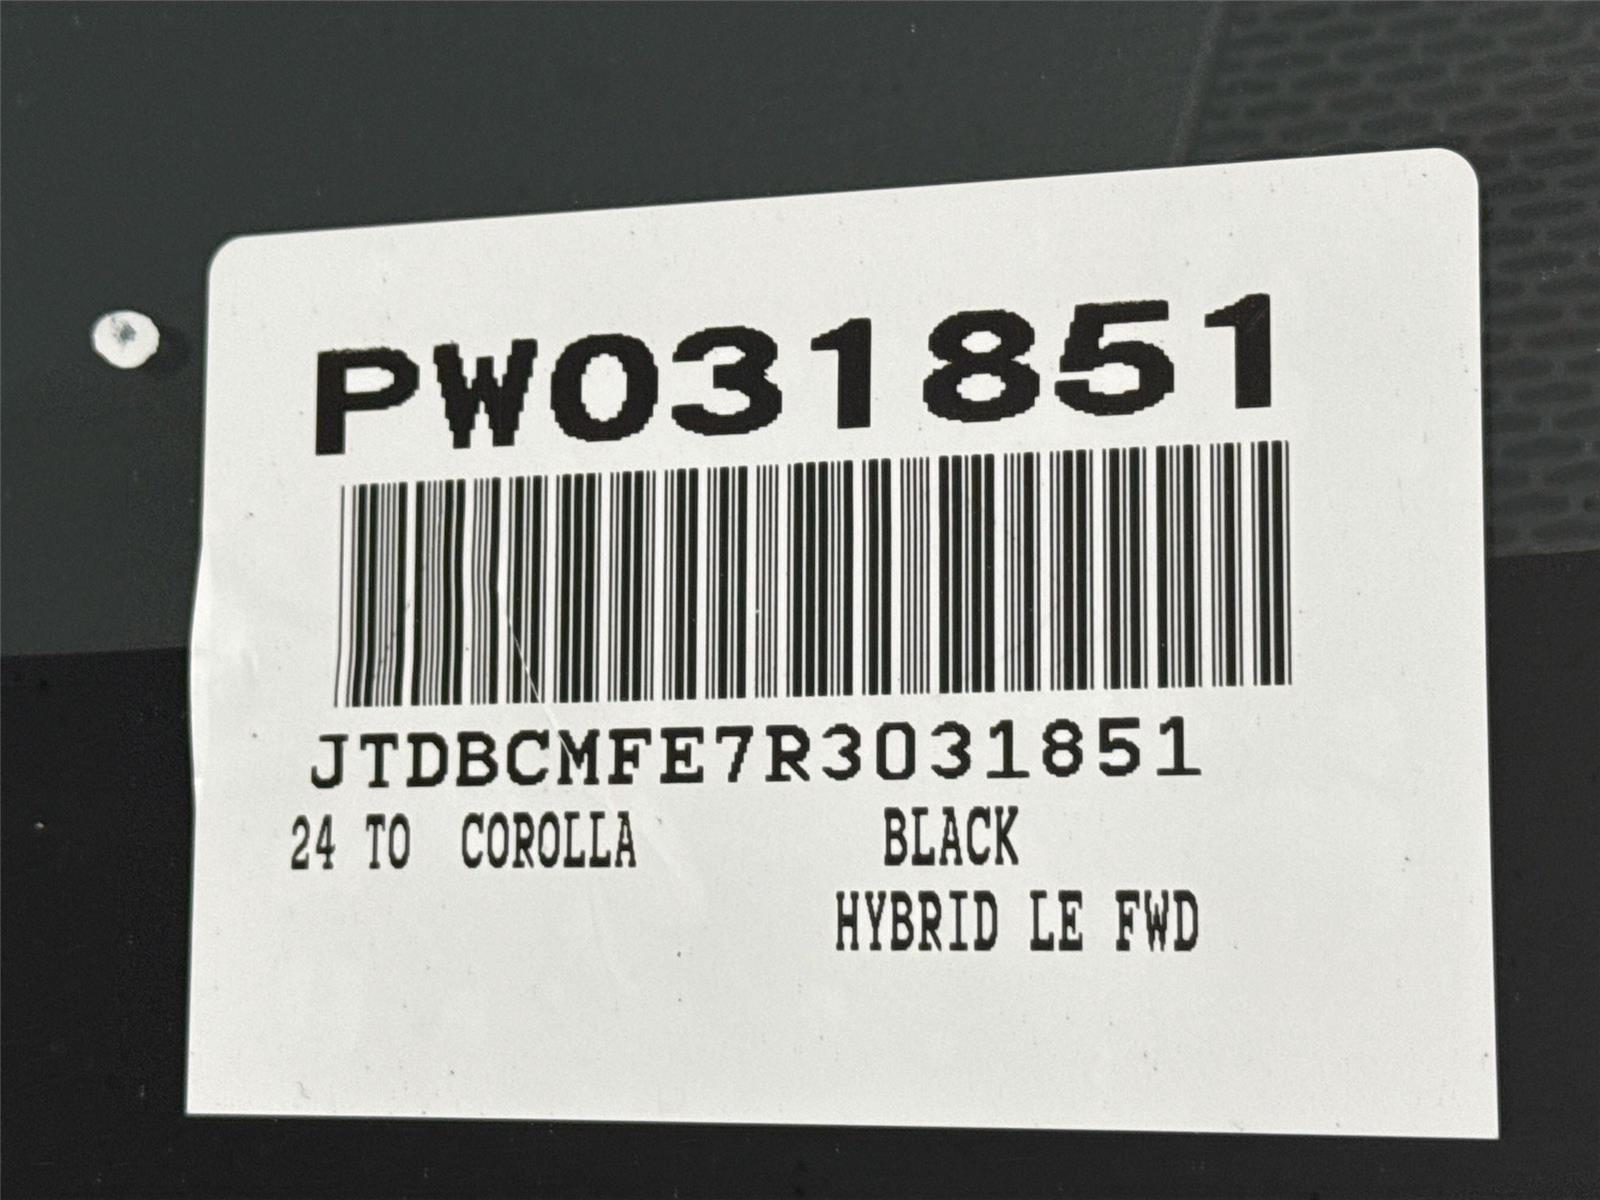 PW031851
JTDBCMFE7R3031851
24 TO COROLLA BLACK
HYBRID LE FWD